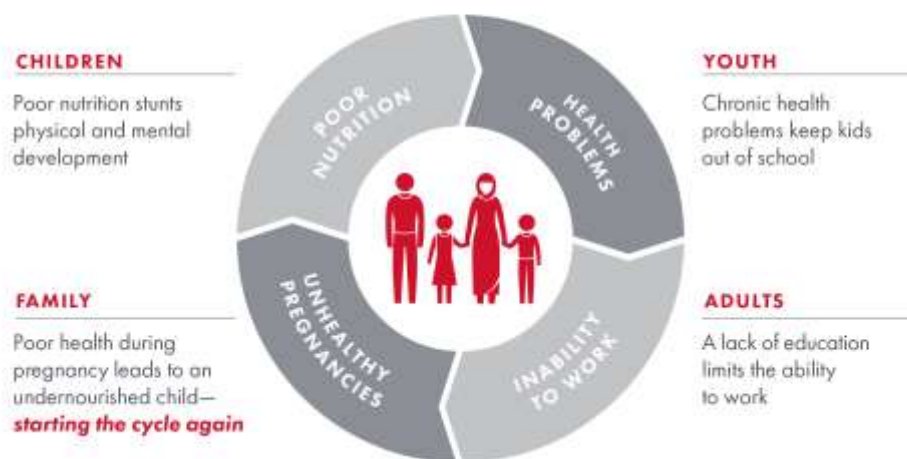 CHILDREN
Poor nutrition stunts
physical and mental
development
POOR
NUTRITION
HEALTH
PROBLEMS
YOUTH
Chronic health
problems keep kids
out of school
FAMILY
Poor health during
pregnancy leads to an
undernourished child—
starting the cycle again
UNHEALTHY
PREGNANCIES
INABILITY
TO WORK
ADULTS
A lack of education
limits the ability
to work